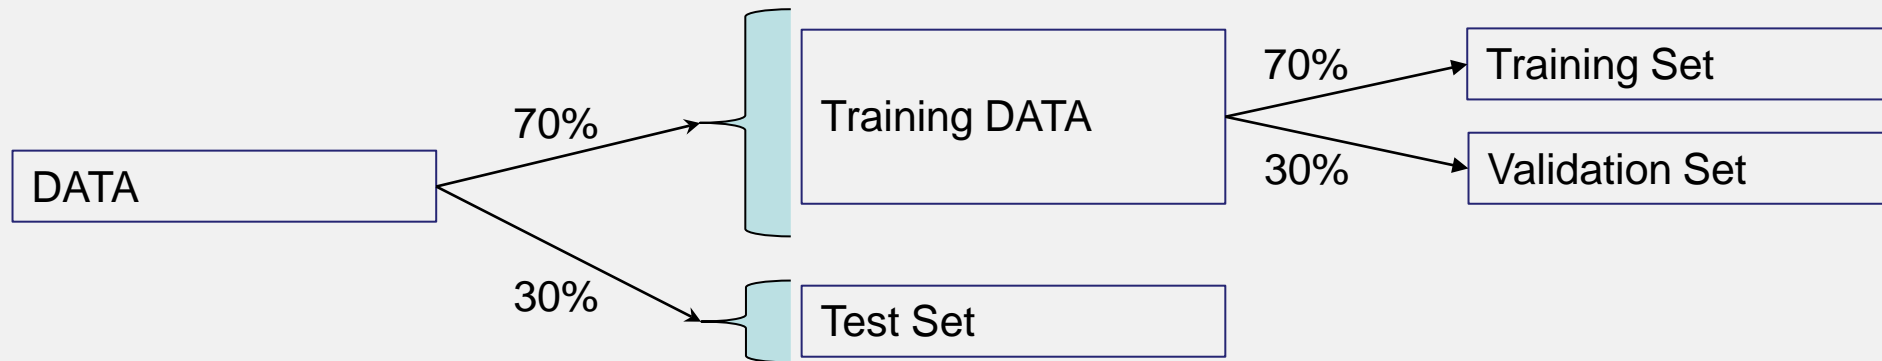 DATA
70%
30%
Training DATA
Test Set
70%
30%
Training Set
Validation Set